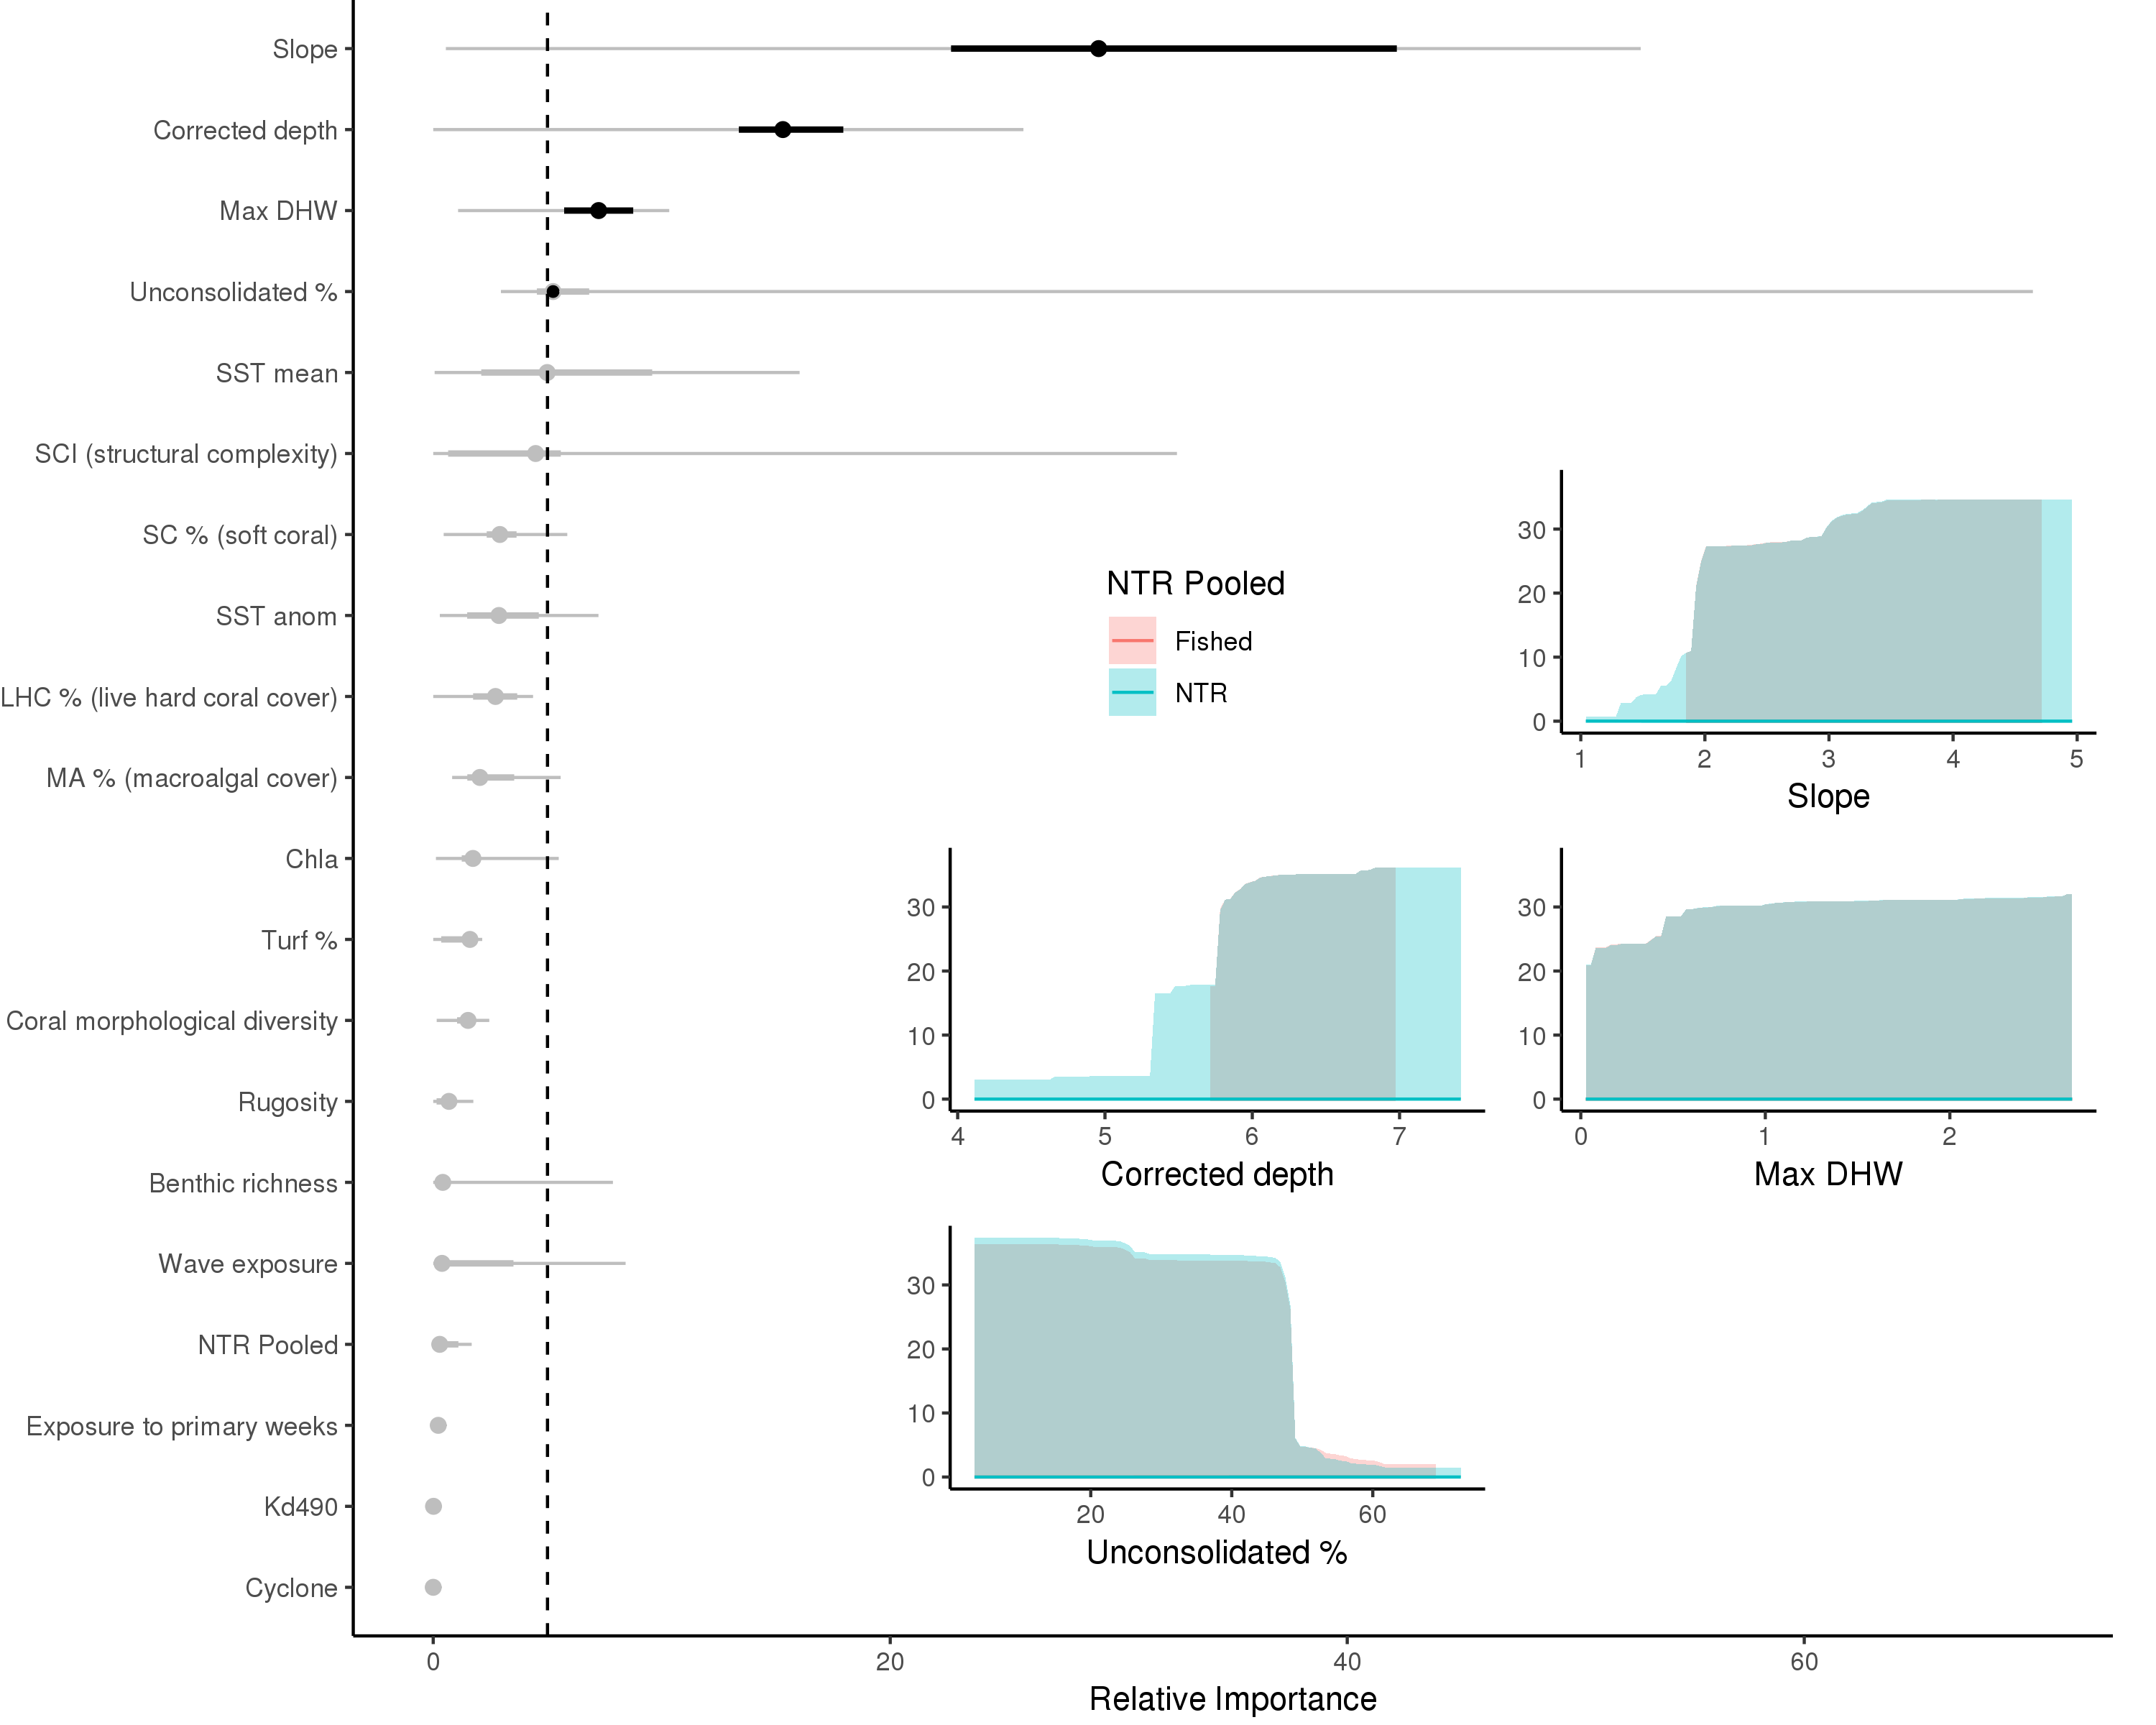 Slope
Corrected depth
Max DHW
Unconsolidated %
SST mean
SCI (structural complexity)
SC % (soft coral)
SST anom
LHC % (live hard coral cover)
MA % (macroalgal cover)
Chla
Turf %
Coral morphological diversity
Rugosity
Benthic richness
Wave exposure
NTR Pooled
Exposure to primary weeks
Kd490
Cyclone
0 20 40 60
Relative Importance
NTR Pooled
Fished
NTR
30
20
10
0
1 2 3 4 5
Slope
30
20
10
0
4 5 6 7
Corrected depth
30
20
10
0
0 1 2
Max DHW
30
20
10
0
20 40 60
Unconsolidated %